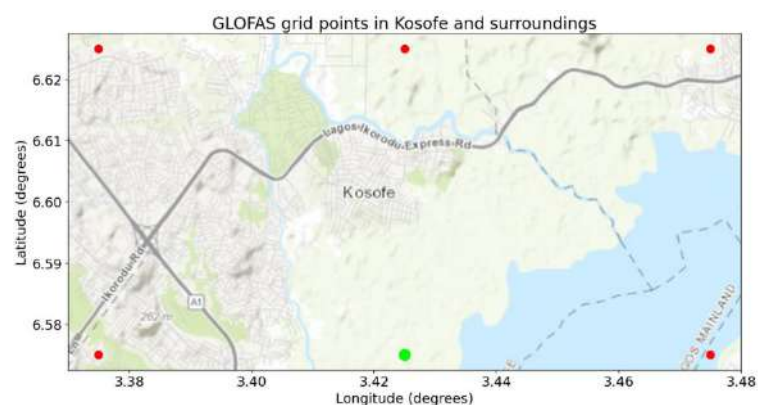 GLOFAS grid points in Kosofe and surroundings
6.62
6.61
6.60
6.59
6.58
Latitude (degrees)
Lagos-Ikorodu-Express-Rd
Kosofe
Ikorodu-Rd
A1
262 m
GOS MAINLAND
3.38
3.40
3.42
3.44
3.46
3.48
Longitude (degrees)